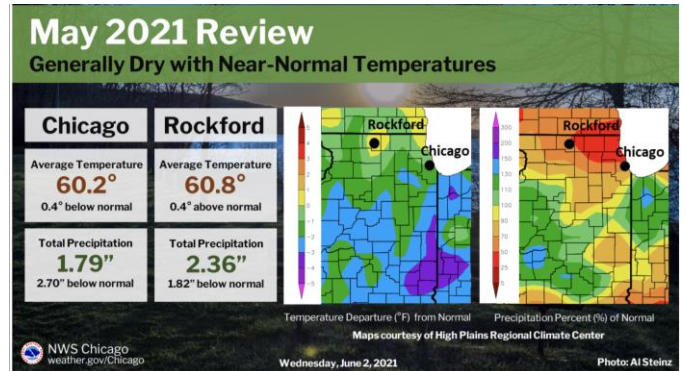 May 2021 Review
Generally Dry with Near-Normal Temperatures
Chicago
Rockford
Average Temperature
60.2°
0.4° below normal
Average Temperature
60.8°
0.4° above normal
Total Precipitation
1.79”
2.70” below normal
Total Precipitation
2.36”
1.82” below normal
Rockford
Chicago
Rockford
Chicago
Temperature Departure (°F) from Normal
Precipitation Percent (%) of Normal
Maps courtesy of High Plains Regional Climate Center
NWS Chicago
weather.gov/Chicago
Wednesday, June 2, 2021
Photo: Al Steinz